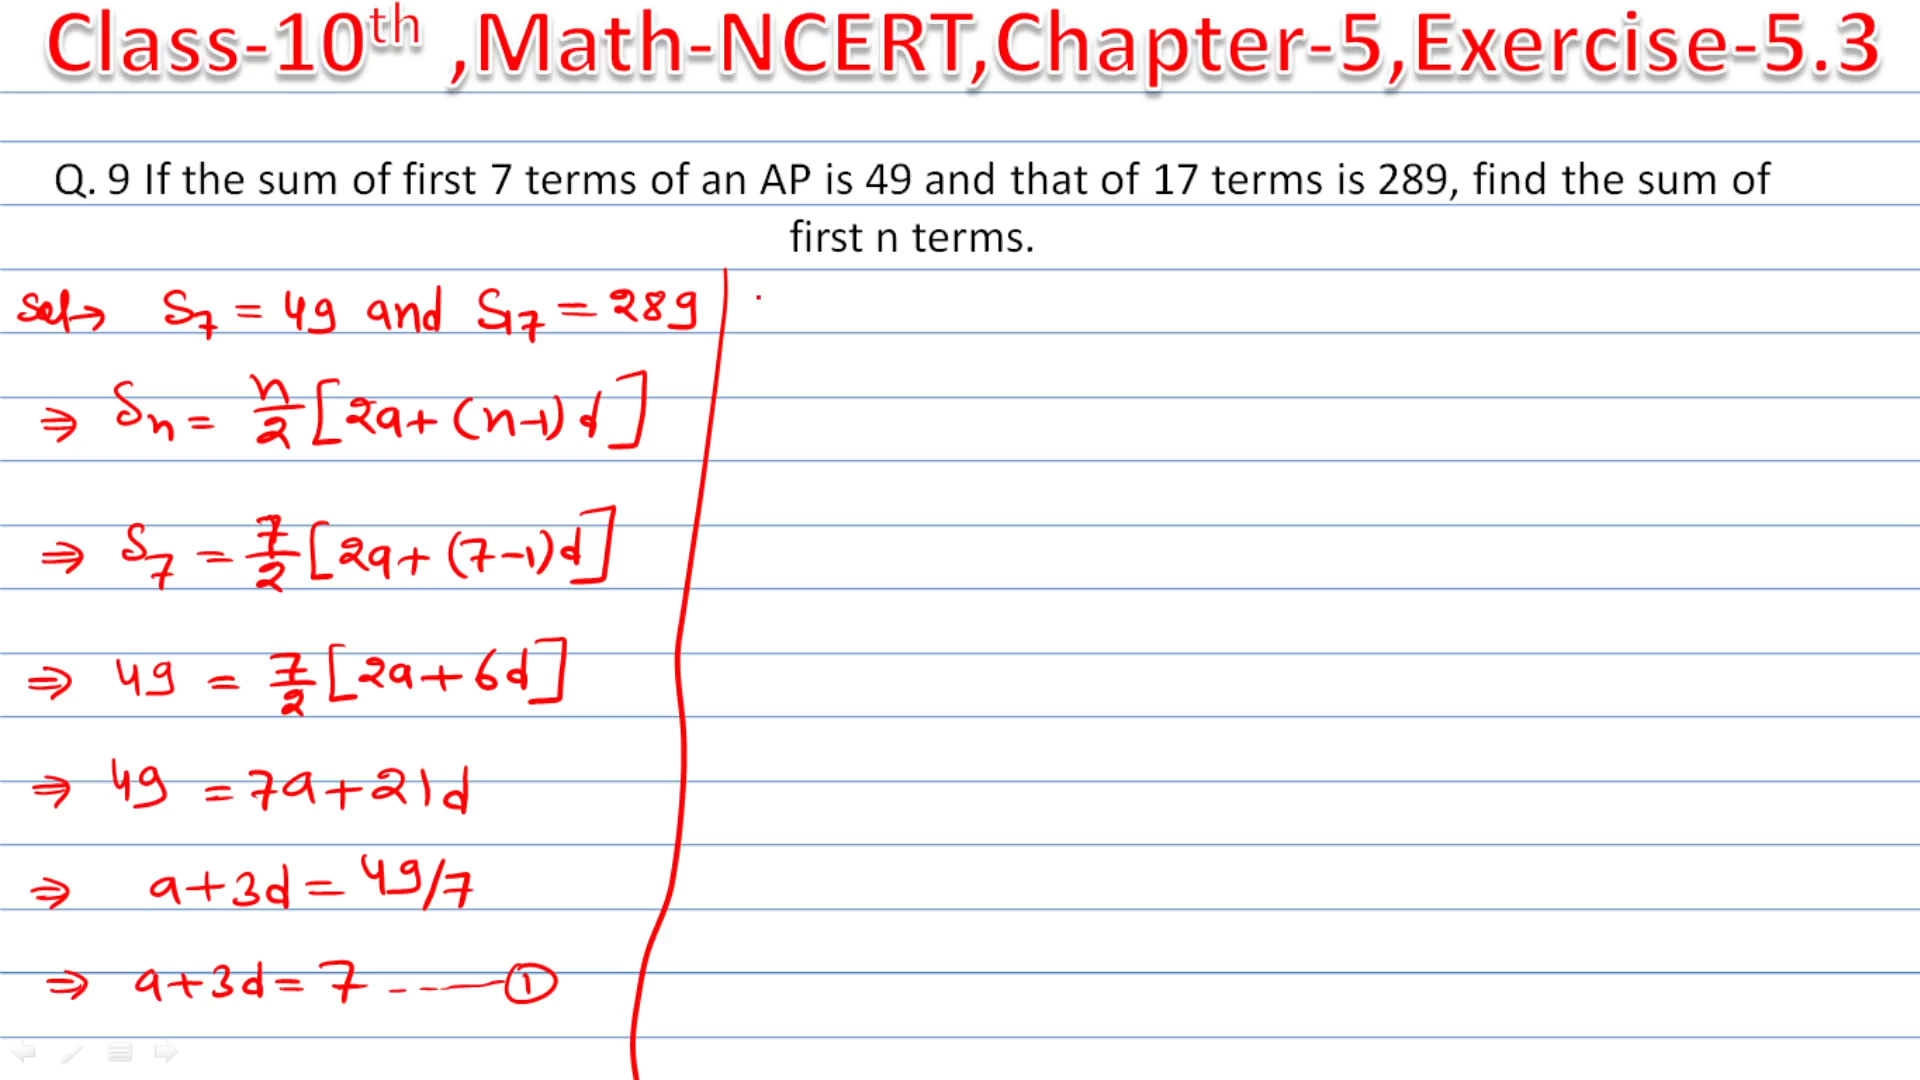 Class-10th ,Math-NCERT,Chapter-5,Exercise-5.3
Q. 9 If the sum of first 7 terms of an AP is 49 and that of 17 terms is 289, find the sum of
first n terms.
Sol→ S₇ = 49 and S₁₇ = 289
⇒ Sₙ = n/2 [2a+(n-1)d]
⇒ S₇ = 7/2 [2a+(7-1)d]
⇒ 49 = 7/2 [2a+6d]
⇒ 49 = 7a+21d
⇒ a+3d = 49/7
⇒ a+3d = 7 ------ ①